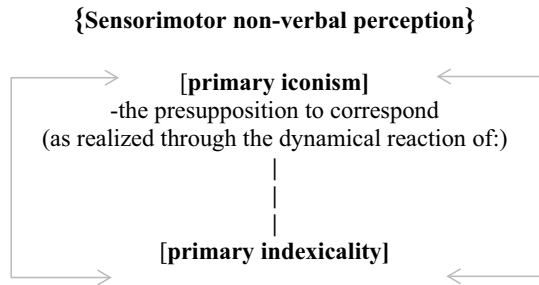 {Sensorimotor non-verbal perception}
[primary iconism]
-the presupposition to correspond
(as realized through the dynamical reaction of:)
|
|
|
[primary indexicality]